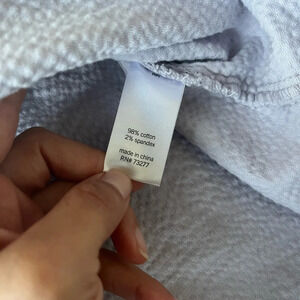 98% cotton
2% spandex
made in china
RN# 73277